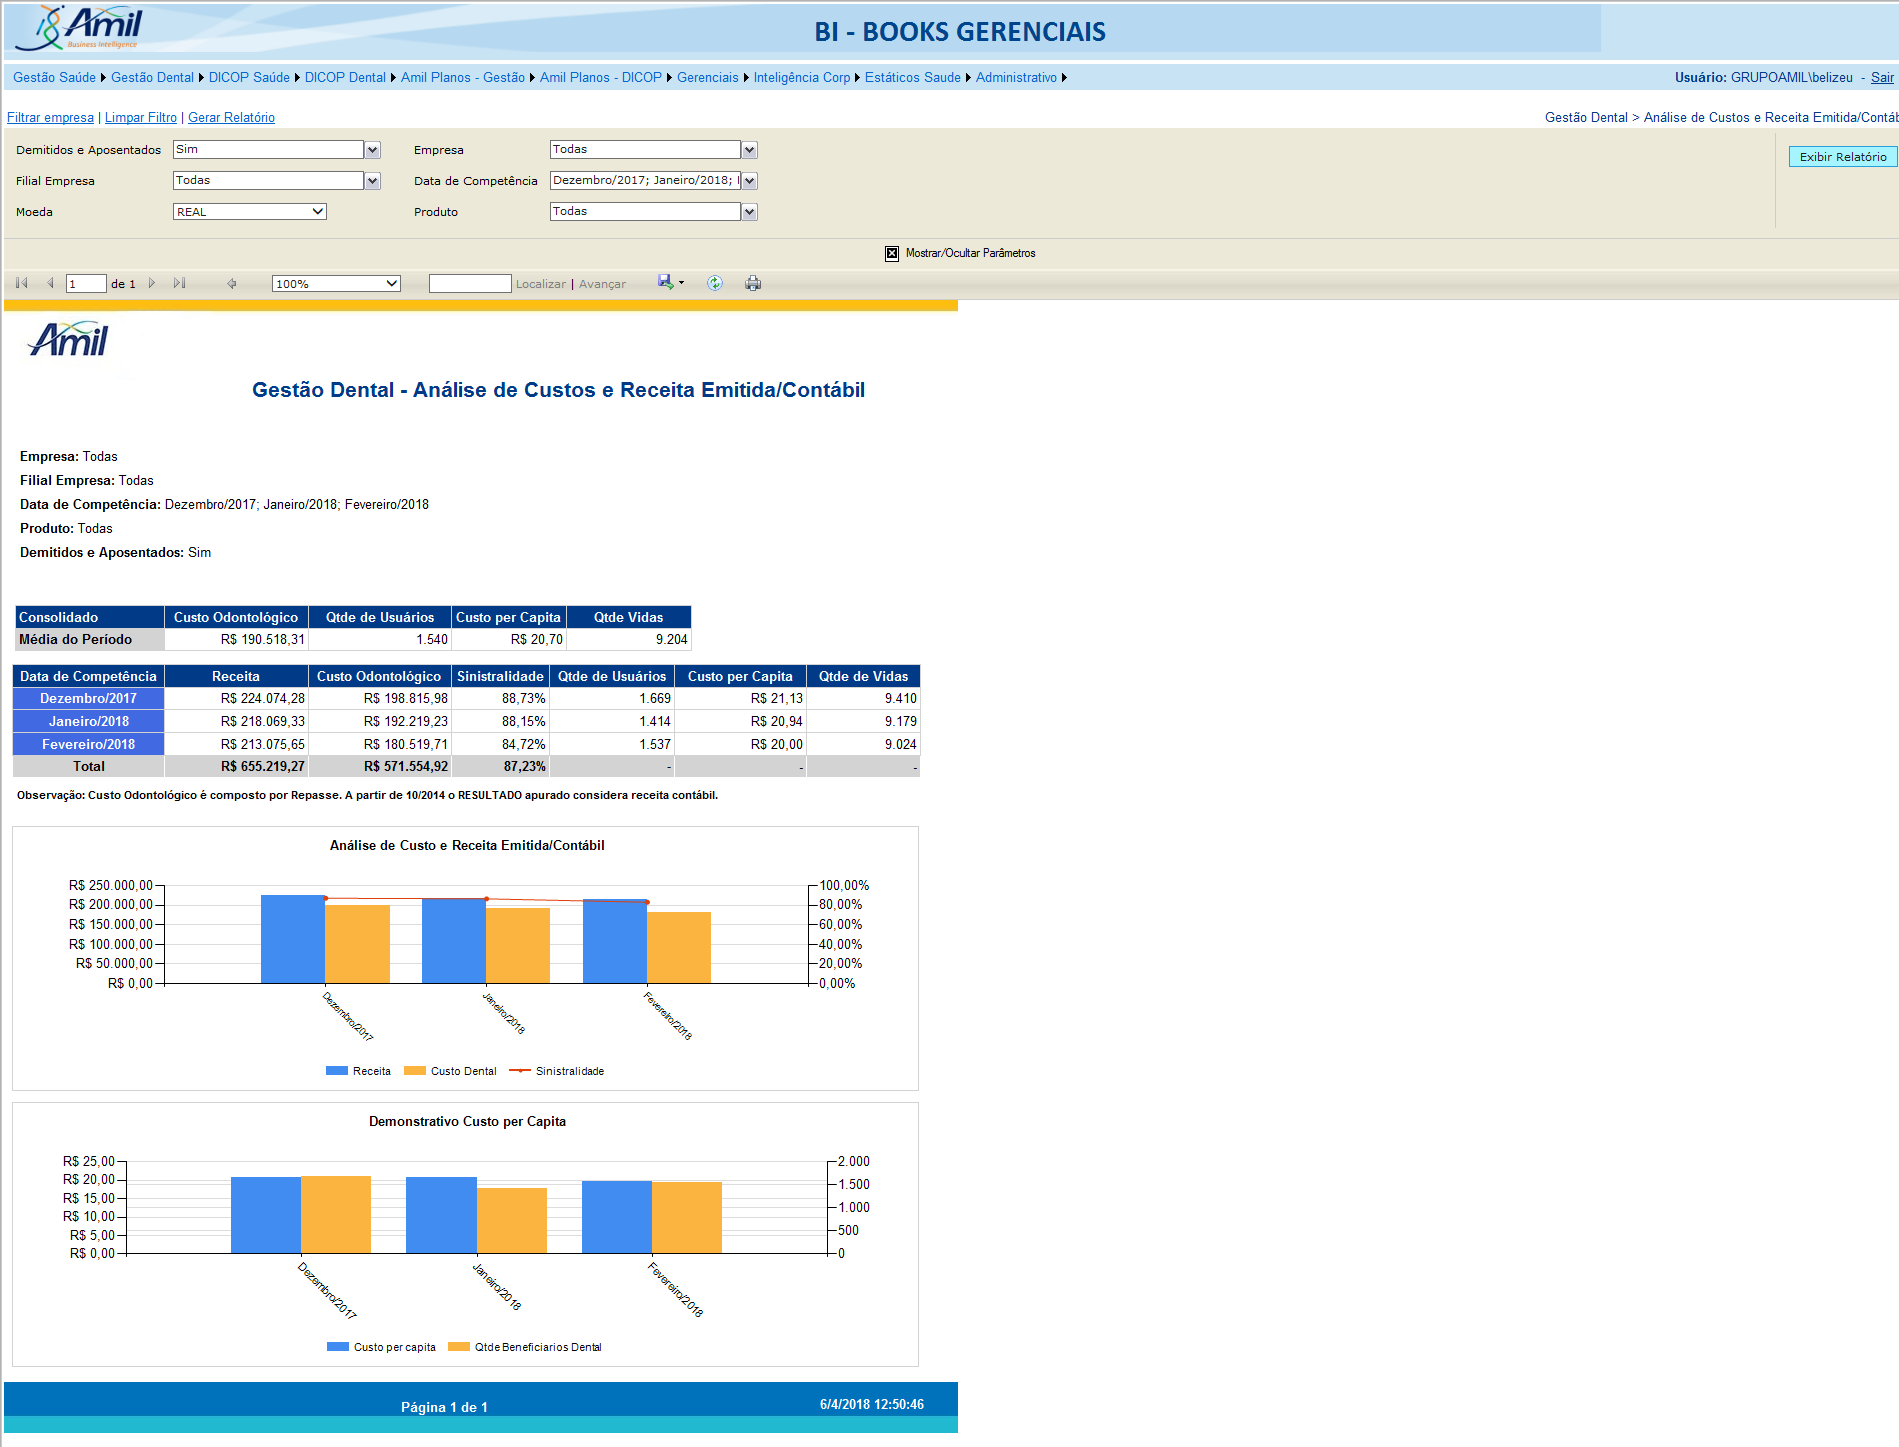 Amil
Business Intelligence
BI - BOOKS GERENCIAIS
Gestão Saúde Gestão Dental DICOP Saúde DICOP Dental Amil Planos - Gestão Amil Planos - DICOP Gerenciais Inteligência Corp Estáticos Saude Administrativo Usuário: GRUPOAMIL\belizeu - Sair
Filtrar empresa | Limpar Filtro | Gerar Relatório
Gestão Dental > Análise de Custos e Receita Emitida/Contáb
Demitidos e Aposentados Sim Empresa Todas
Exibir Relatório
Filial Empresa Todas Data de Competência Dezembro/2017; Janeiro/2018;
Moeda REAL Produto Todas
Mostrar/Ocultar Parâmetros
1 de 1 100% Localizar | Avançar
Amil
Gestão Dental - Análise de Custos e Receita Emitida/Contábil
Empresa: Todas
Filial Empresa: Todas
Data de Competência: Dezembro/2017; Janeiro/2018; Fevereiro/2018
Produto: Todas
Demitidos e Aposentados: Sim
Consolidado Custo Odontológico Qtde de Usuários Custo per Capita Qtde Vidas
Média do Período R$ 190.518,31 1.540 R$ 20,70 9.204
Data de Competência Receita Custo Odontológico Sinistralidade Qtde de Usuários Custo per Capita Qtde de Vidas
Dezembro/2017 R$ 224.074,28 R$ 198.815,98 88,73% 1.669 R$ 21,13 9.410
Janeiro/2018 R$ 218.069,33 R$ 192.219,23 88,15% 1.414 R$ 20,94 9.179
Fevereiro/2018 R$ 213.075,65 R$ 180.519,71 84,72% 1.537 R$ 20,00 9.024
Total R$ 655.219,27 R$ 571.554,92 87,23% - - -
Observação: Custo Odontológico é composto por Repasse. A partir de 10/2014 o RESULTADO apurado considera receita contábil.
Análise de Custo e Receita Emitida/Contábil
R$ 250.000,00 100,00%
R$ 200.000,00 80,00%
R$ 150.000,00 60,00%
R$ 100.000,00 40,00%
R$ 50.000,00 20,00%
R$ 0,00 0,00%
Dezembro/2017 Janeiro/2018 Fevereiro/2018
Receita Custo Dental Sinistralidade
Demonstrativo Custo per Capita
R$ 25,00 2.000
R$ 20,00 1.500
R$ 15,00
R$ 10,00 1.000
R$ 5,00 500
R$ 0,00 0
Dezembro/2017 Janeiro/2018 Fevereiro/2018
Custo per capita Qtde Beneficiarios Dental
Página 1 de 1
6/4/2018 12:50:46